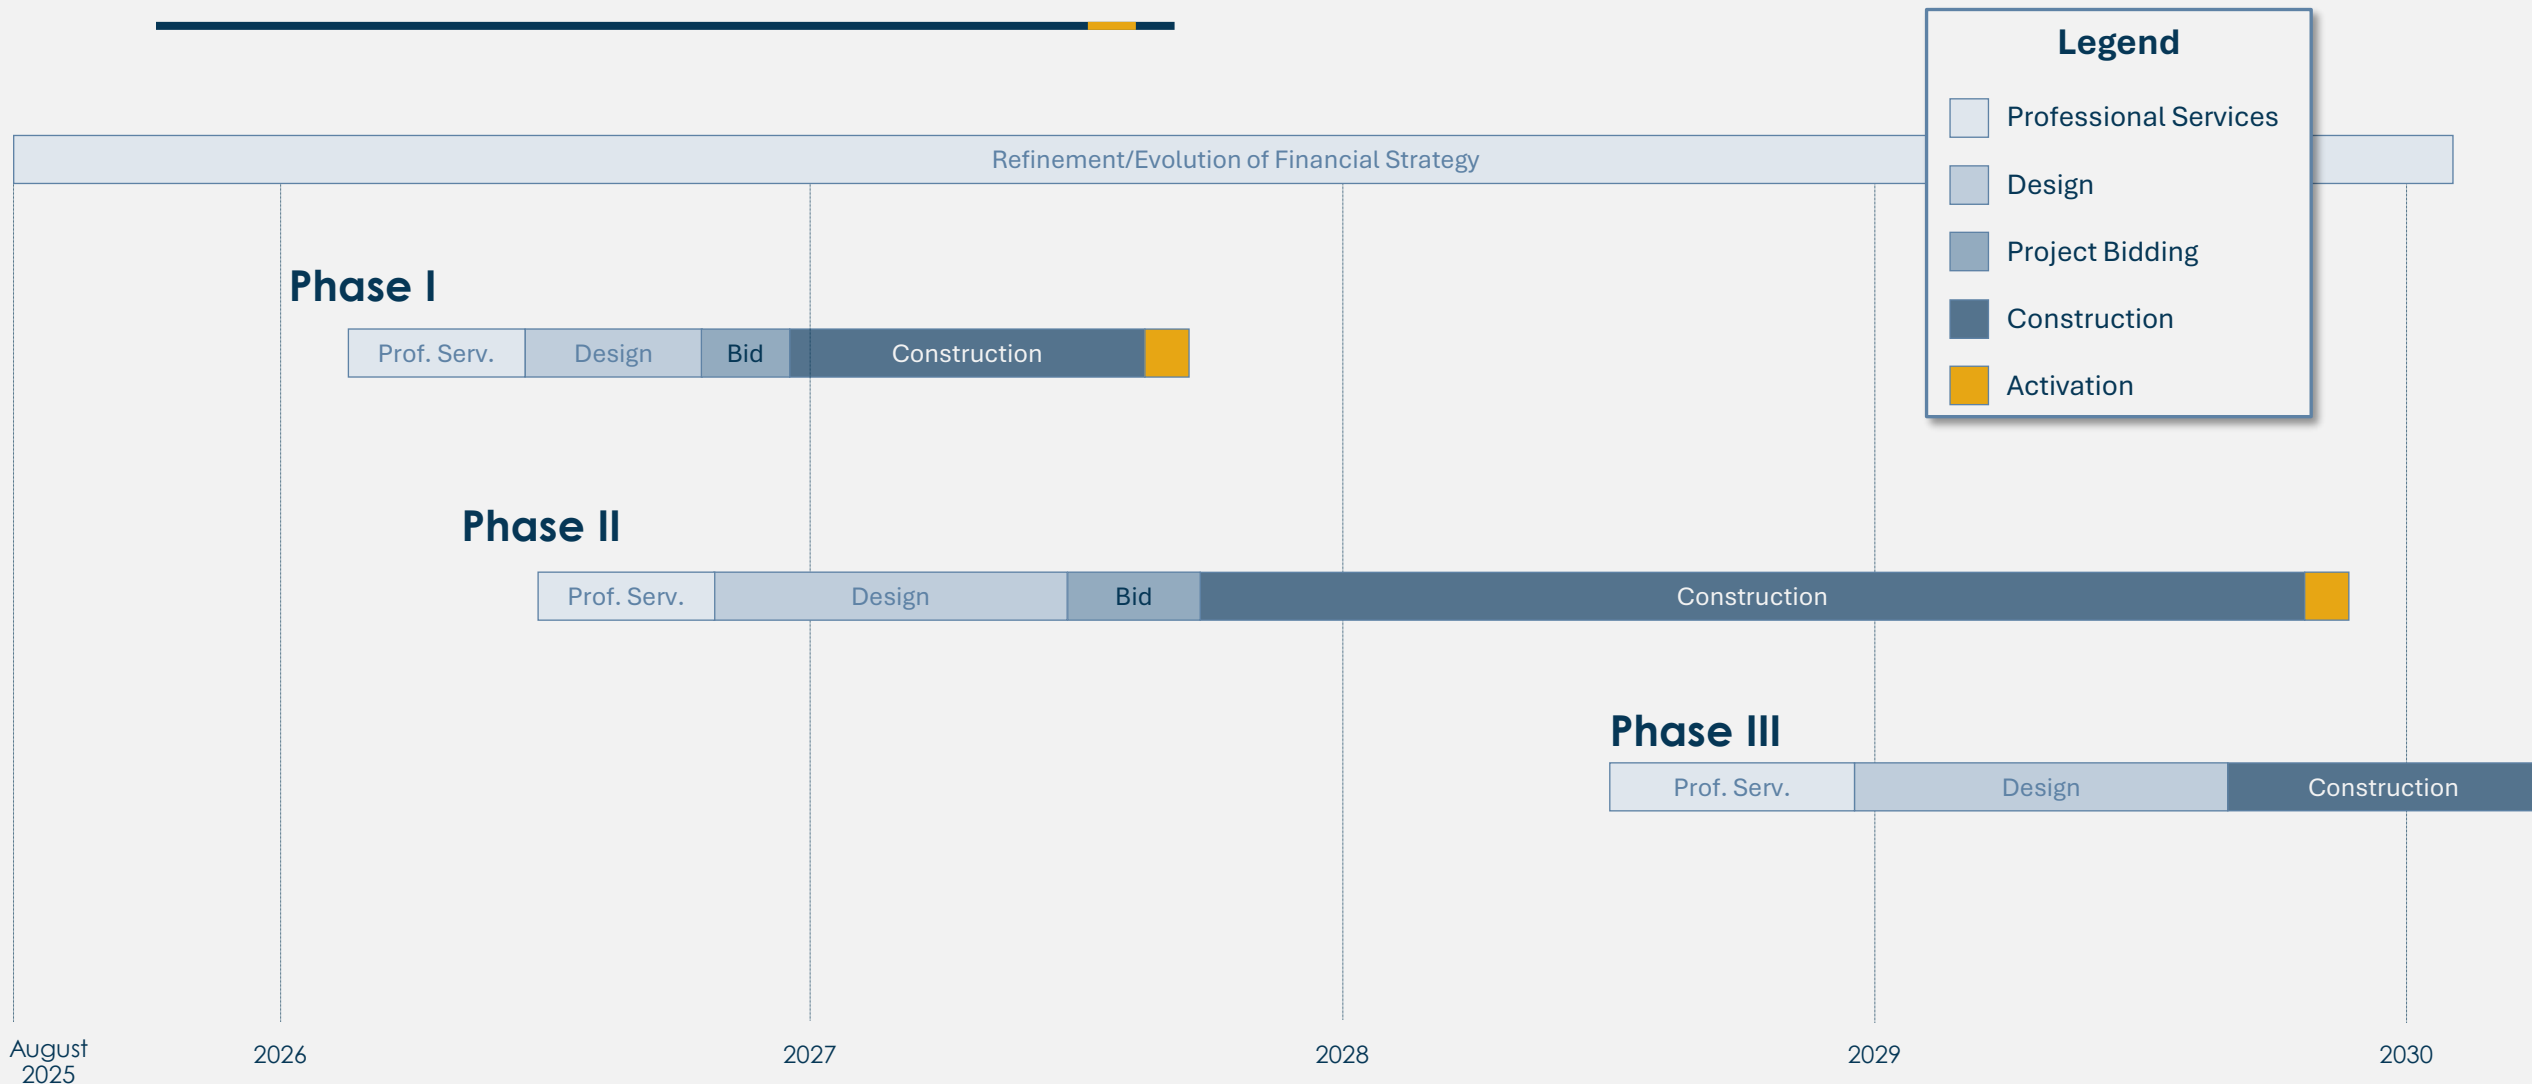 Legend
Professional Services
Design
Project Bidding
Construction
Activation
Refinement/Evolution of Financial Strategy
Phase I
Prof. Serv.
Design
Bid
Construction
Phase II
Prof. Serv.
Design
Bid
Construction
Phase III
Prof. Serv.
Design
Construction
August
2025
2026
2027
2028
2029
2030